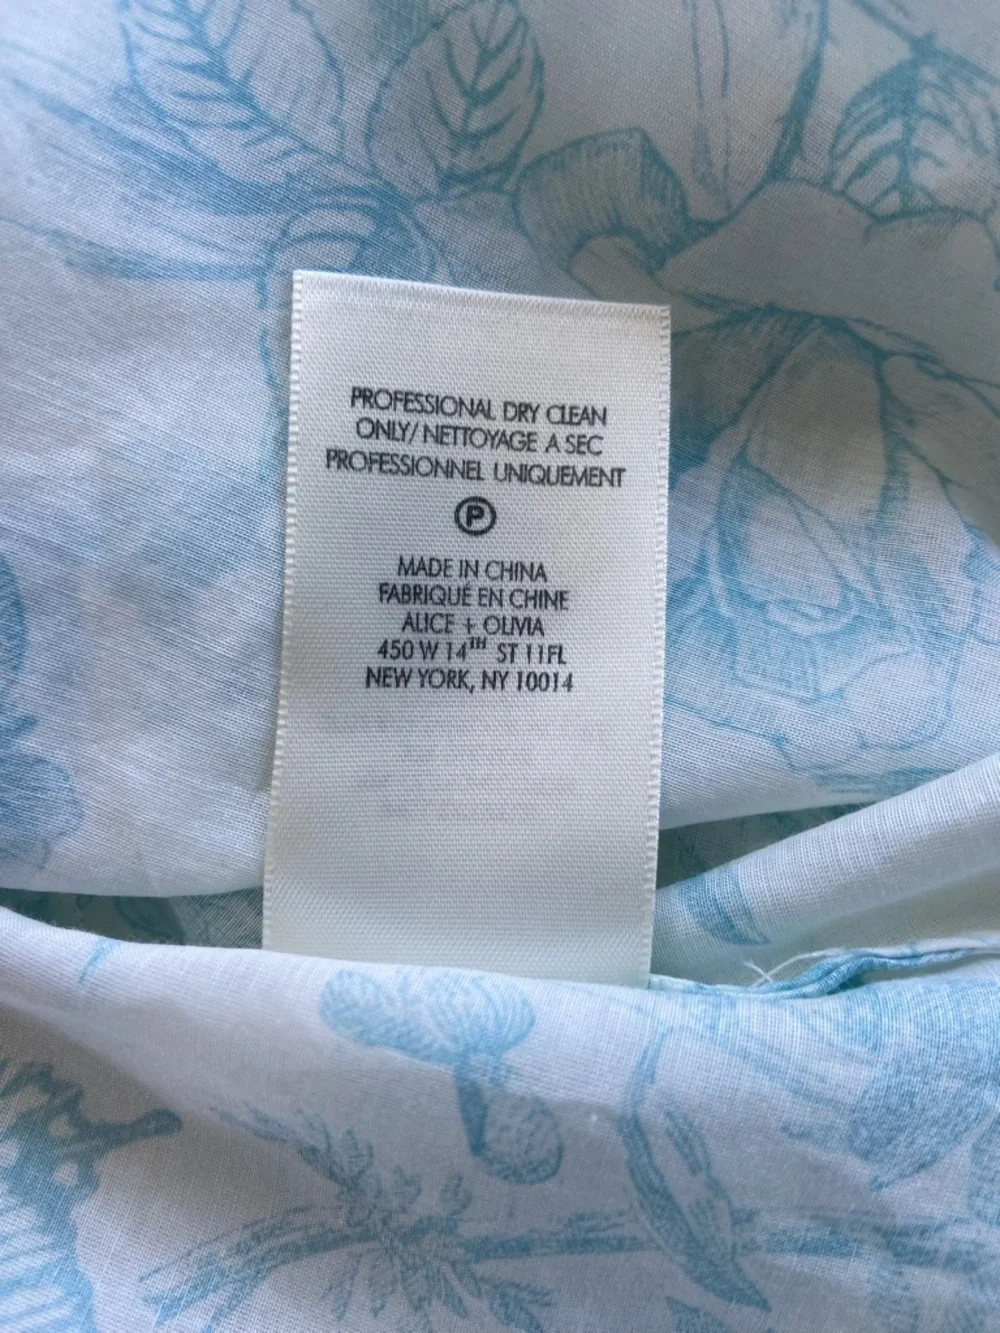 PROFESSIONAL DRY CLEAN
ONLY/ NETTOYAGE A SEC
PROFESSIONNEL UNIQUEMENT
P
MADE IN CHINA
FABRIQUÉ EN CHINE
ALICE + OLIVIA
450 W 14TH ST 11FL
NEW YORK, NY 10014